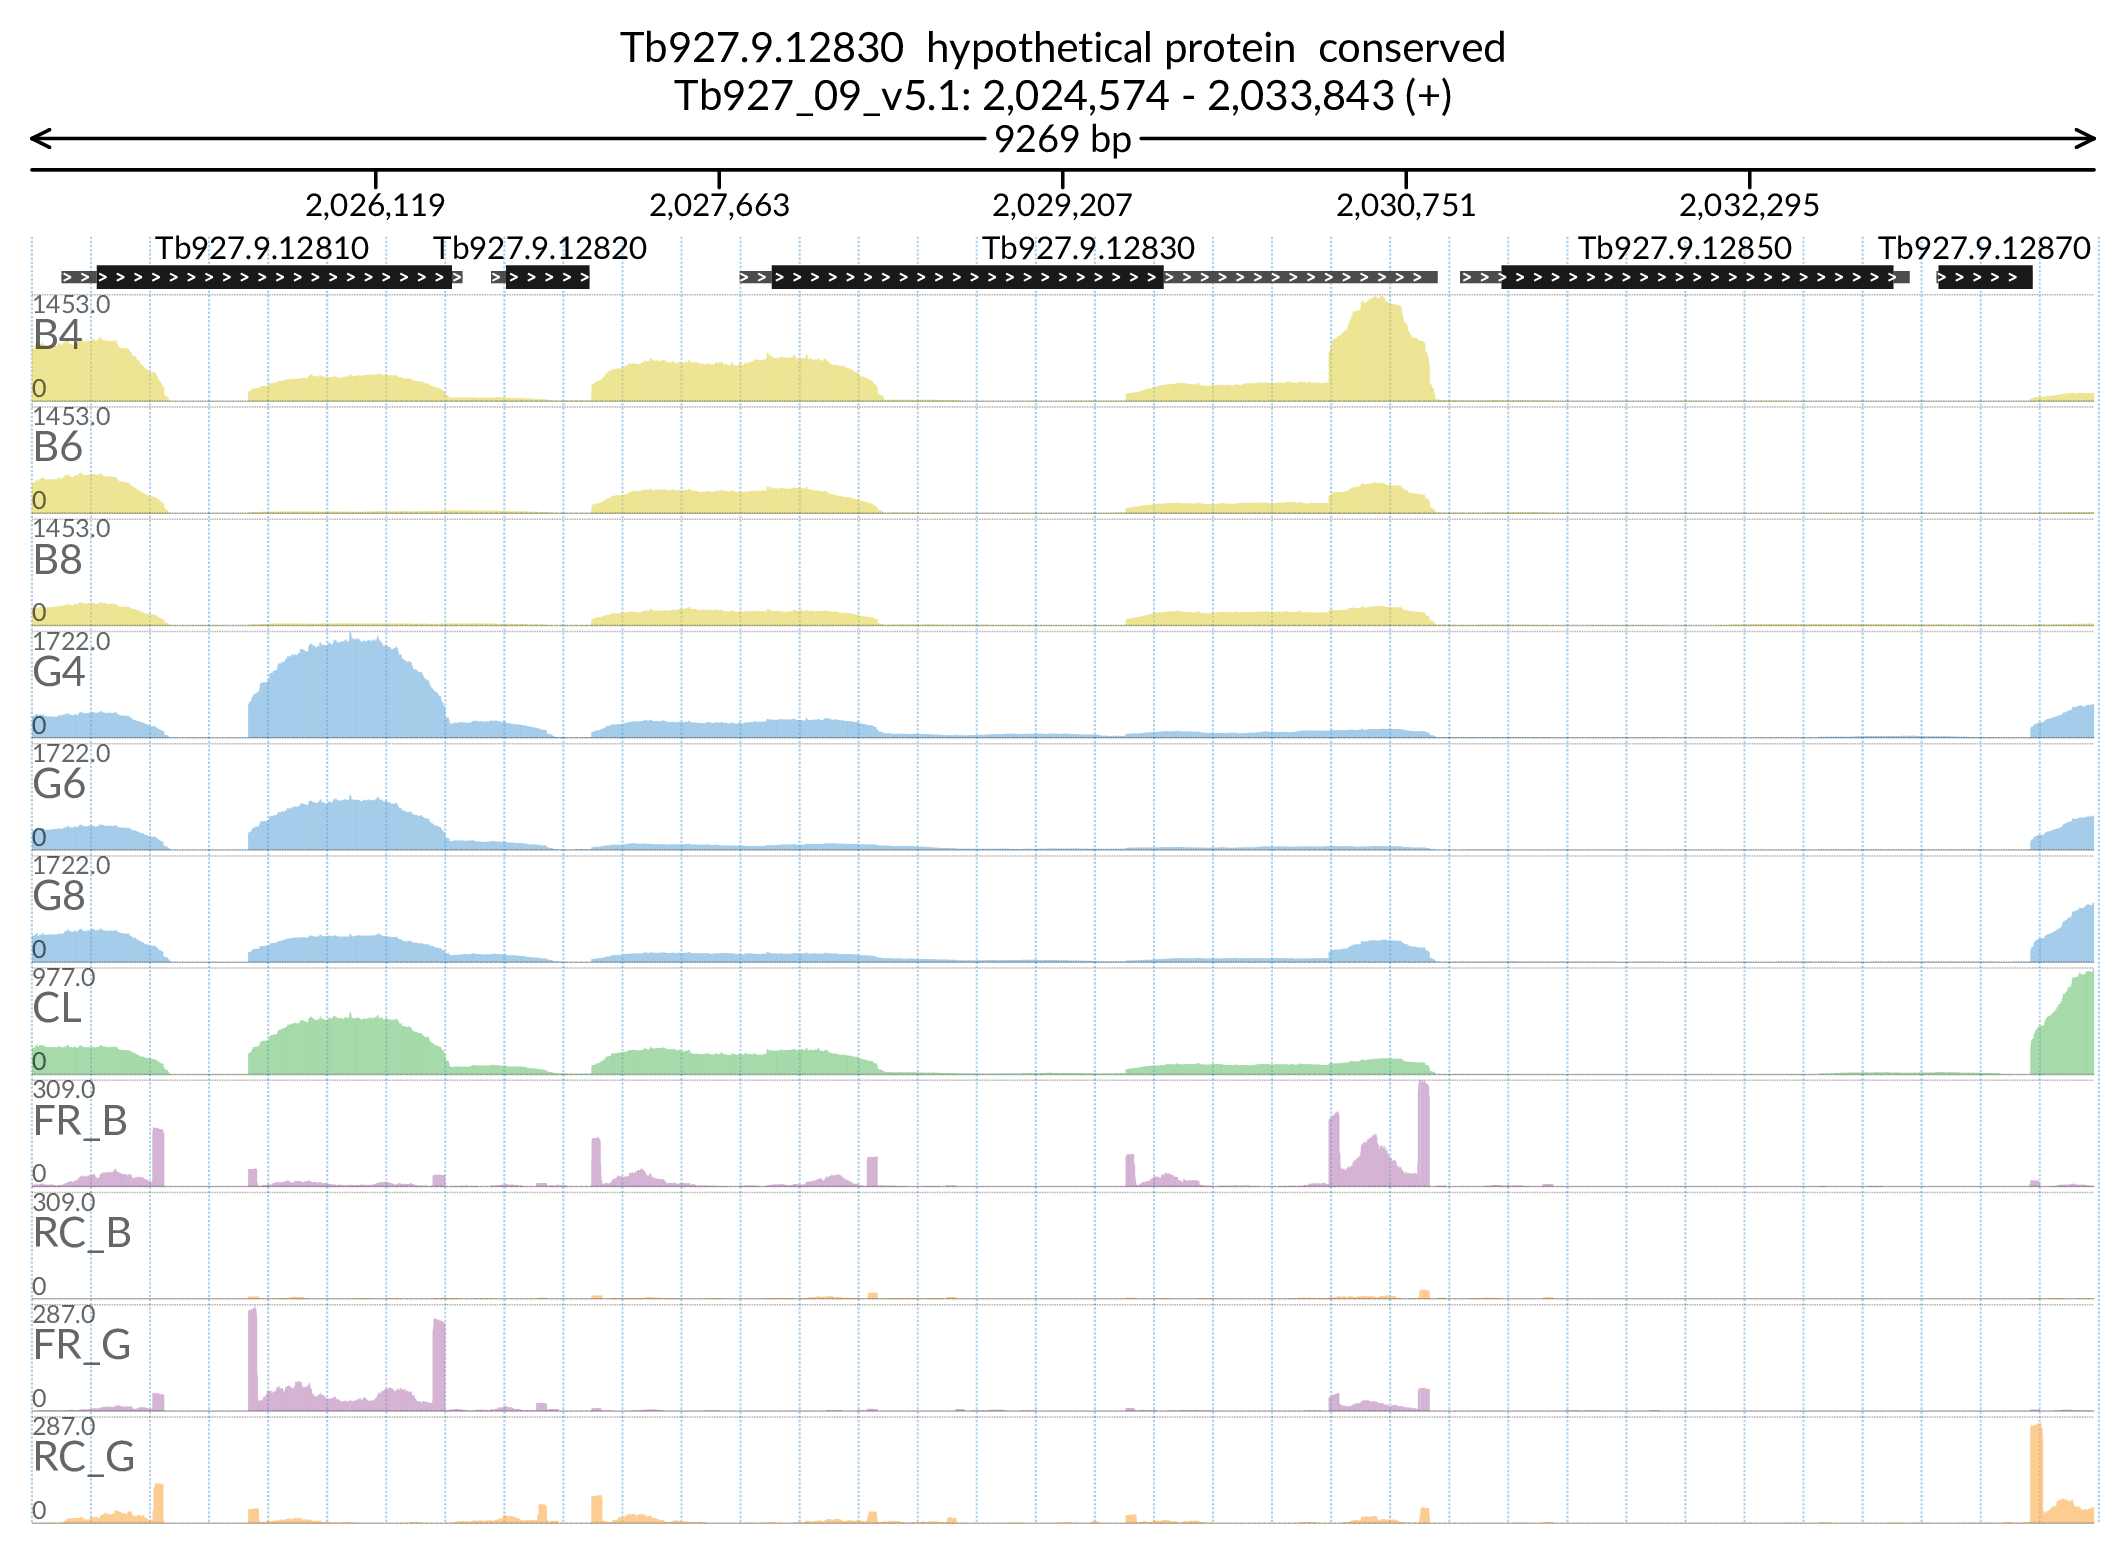 Tb927.9.12830 hypothetical protein conserved
Tb927_09_v5.1: 2,024,574 - 2,033,843 (+)
9269 bp
2,026,119 2,027,663 2,029,207 2,030,751 2,032,295
Tb927.9.12810 Tb927.9.12820 Tb927.9.12830 Tb927.9.12850 Tb927.9.12870
1453.0
B4
0
1453.0
B6
0
1453.0
B8
0
1722.0
G4
0
1722.0
G6
0
1722.0
G8
0
977.0
CL
0
309.0
FR_B
0
309.0
RC_B
0
287.0
FR_G
0
287.0
RC_G
0